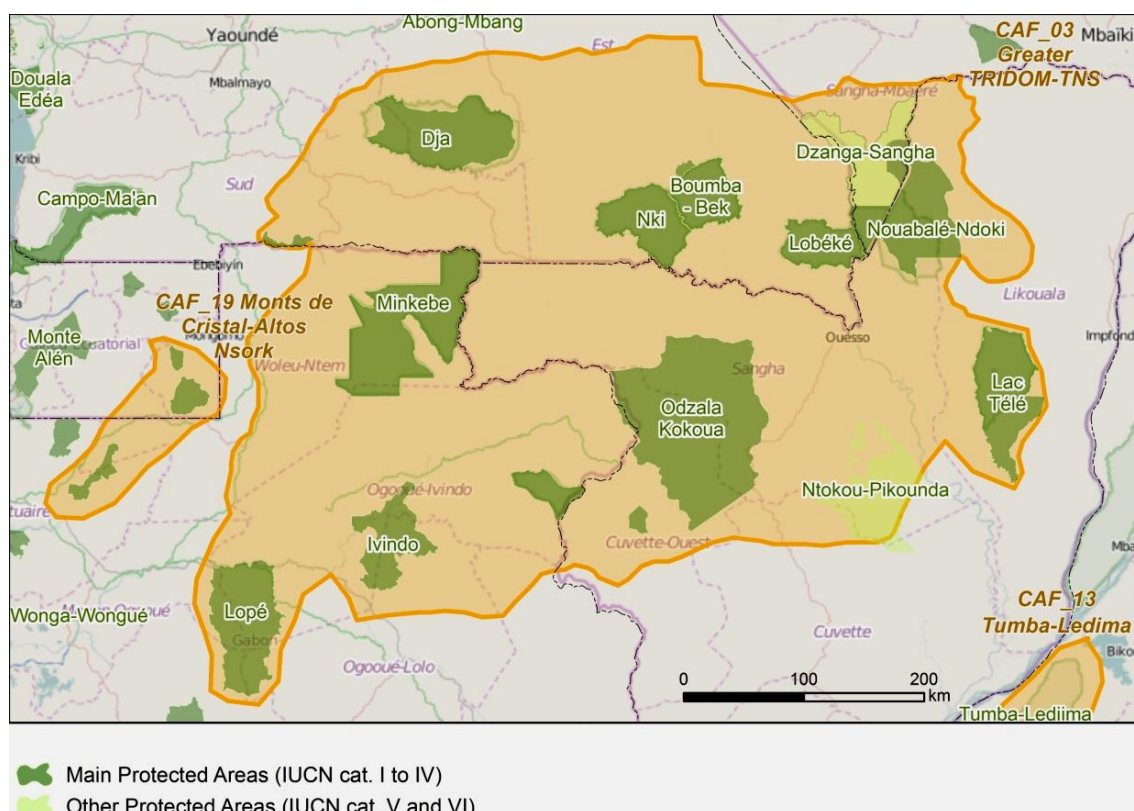 Abong-Mbang
Yaoundé
Est
CAF_03
Greater
TRIDOM-TNS
Mbaïki
Mbalmayo
Douala
Edéa
Sangha-Mbaéré
Dja
Dzanga-Sangha
Kribi
Sud
Campo-Ma'an
Boumba
- Bek
Nki
Lobéké
Nouabalé-Ndoki
Ebebiyin
CAF_19 Monts de
Cristal-Altos
Nsork
Minkebe
Likouala
Impfond
Monte
Alén
Woleu-Ntem
Ouesso
Sangha
Lac
Télé
Odzala
Kokoua
Ogooué-Ivindo
Ntokou-Pikounda
tuaire
Ivindo
Cuvette-Ouest
Mba
Wonga-Wongué
Lopé
Gabon
CAF_13
Tumba-Ledima
Cuvette
Ogooué-Lolo
Biko
0 100 200
km
Tumba-Lediima
Main Protected Areas (IUCN cat. I to IV)
Other Protected Areas (IUCN cat. V and VI)